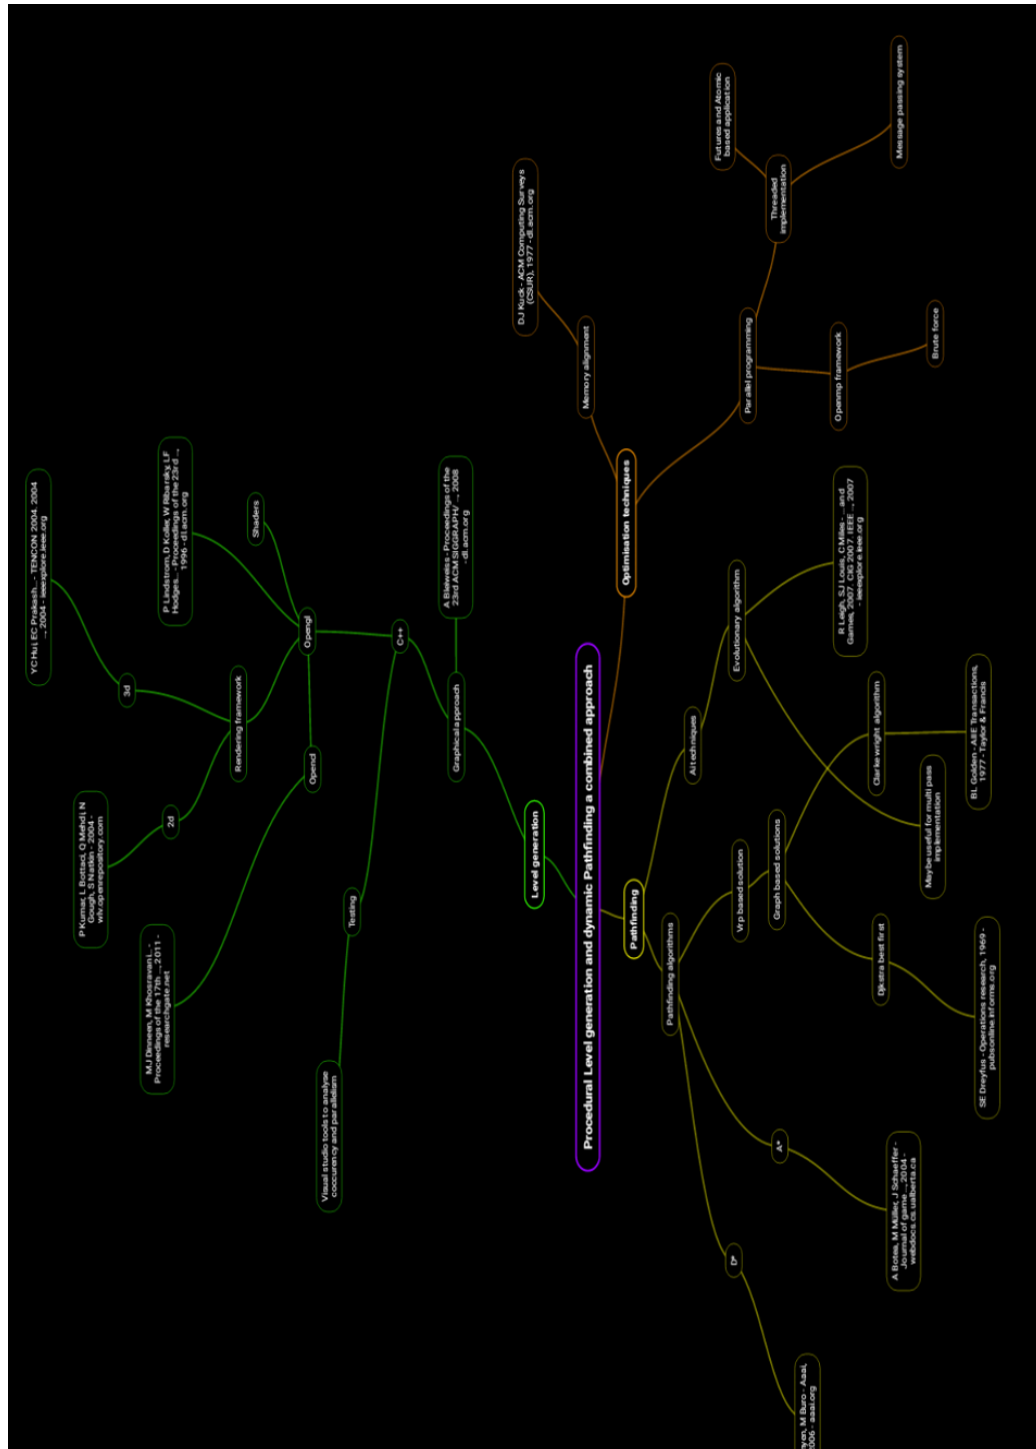 Procedural Level generation and dynamic Pathfinding a combined approach
Level generation
Graphical approach
A Bleiweiss - Proceedings of the
23rd ACM SIGGRAPH/ ..., 2008
- dl.acm.org
C++
Testing
Visual studio tools to analyse
coccurency and parallelism
Opengl
Shaders
P Lindstrom, D Koller, W Ribarsky, LF
Hodges... - Proceedings of the 23rd ...,
1996 - dl.acm.org
Rendering framework
3d
YC Hui, EC Prakash... - TENCON 2004. 2004
..., 2004 - ieeexplore.ieee.org
2d
P Kumar, L Bottaci, Q Mehdi, N
Gough, S Natkin - 2004 -
wlv.openrepository.com
Opencl
MJ Dinneen, M Khosravani... -
Proceedings of the 17th ..., 2011 -
researchgate.net
Optimisation techniques
Memory alignment
DJ Kuck - ACM Computing Surveys
(CSUR), 1977 - dl.acm.org
Parallel programming
Threaded
implementation
Futures and Atomic
based application
Message passing system
Openmp framework
Brute force
Pathfinding
Ai techniques
Evolutionary algorithm
R Leigh, SJ Louis, C Miles - ... and
Games, 2007. CIG 2007. IEEE ..., 2007
- ieeexplore.ieee.org
Maybe useful for multi pass
implementation
Pathfinding algorithms
Vrp based solution
Graph based solutions
Clarke wright algorithm
BL Golden - AIIE Transactions,
1977 - Taylor & Francis
Djkstra best first
SE Dreyfus - Operations research, 1969 -
pubsonline.informs.org
A*
A Botea, M Müller, J Schaeffer -
Journal of game ..., 2004 -
webdocs.cs.ualberta.ca
D*
M Buro - Aaai,
- aaai.org